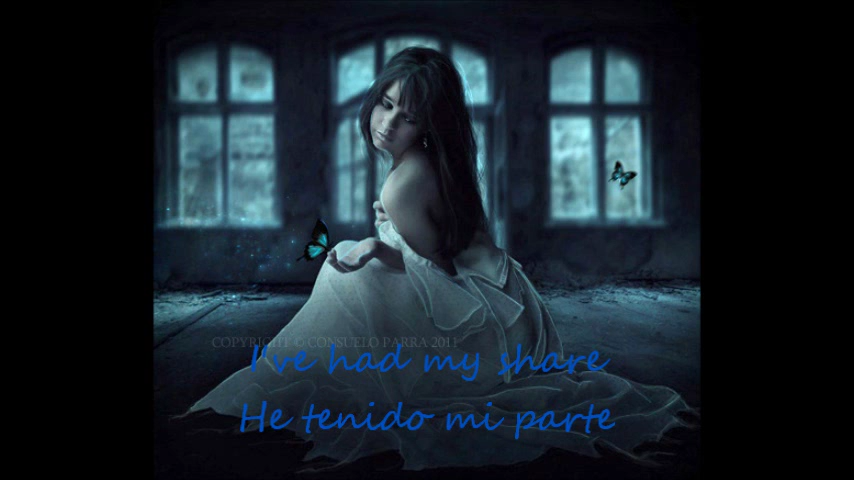 COPYRIGHT © CONSUELO PARRA 2011
I've had my share
He tenido mi parte